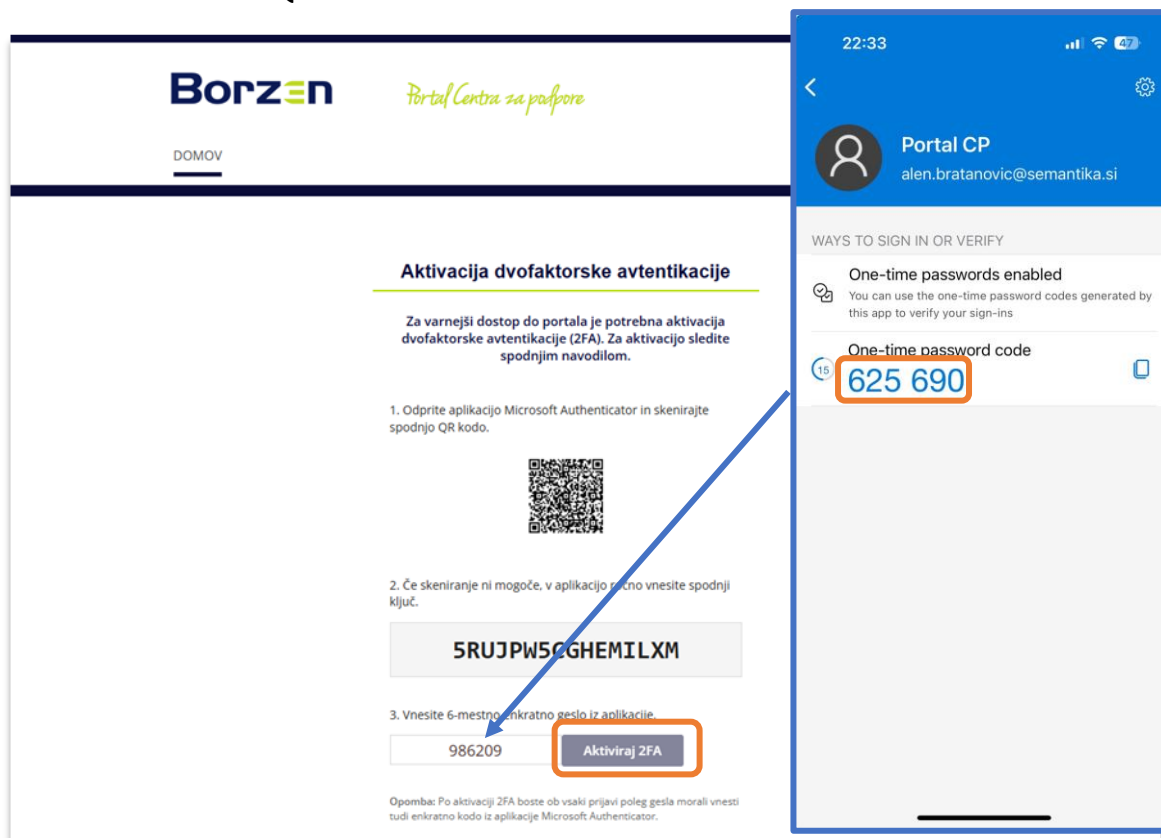 Borzen
Portal Centra za podpore
DOMOV
Aktivacija dvofaktorske avtentikacije
Za varnejši dostop do portala je potrebna aktivacija
dvofaktorske avtentikacije (2FA). Za aktivacijo sledite
spodnjim navodilom.
1. Odprite aplikacijo Microsoft Authenticator in skenirajte
spodnjo QR kodo.
2. Če skeniranje ni mogoče, v aplikacijo ročno vnesite spodnji
ključ.
5RUJPW5CGHEMILXM
3. Vnesite 6-mestno enkratno geslo iz aplikacije.
986209
Aktiviraj 2FA
Opomba: Po aktivaciji 2FA boste ob vsaki prijavi poleg gesla morali vnesti
tudi enkratno kodo iz aplikacije Microsoft Authenticator.
22:33
47
Portal CP
alen.bratanovic@semantika.si
WAYS TO SIGN IN OR VERIFY
One-time passwords enabled
You can use the one-time password codes generated by
this app to verify your sign-ins
One-time password code
15
625 690